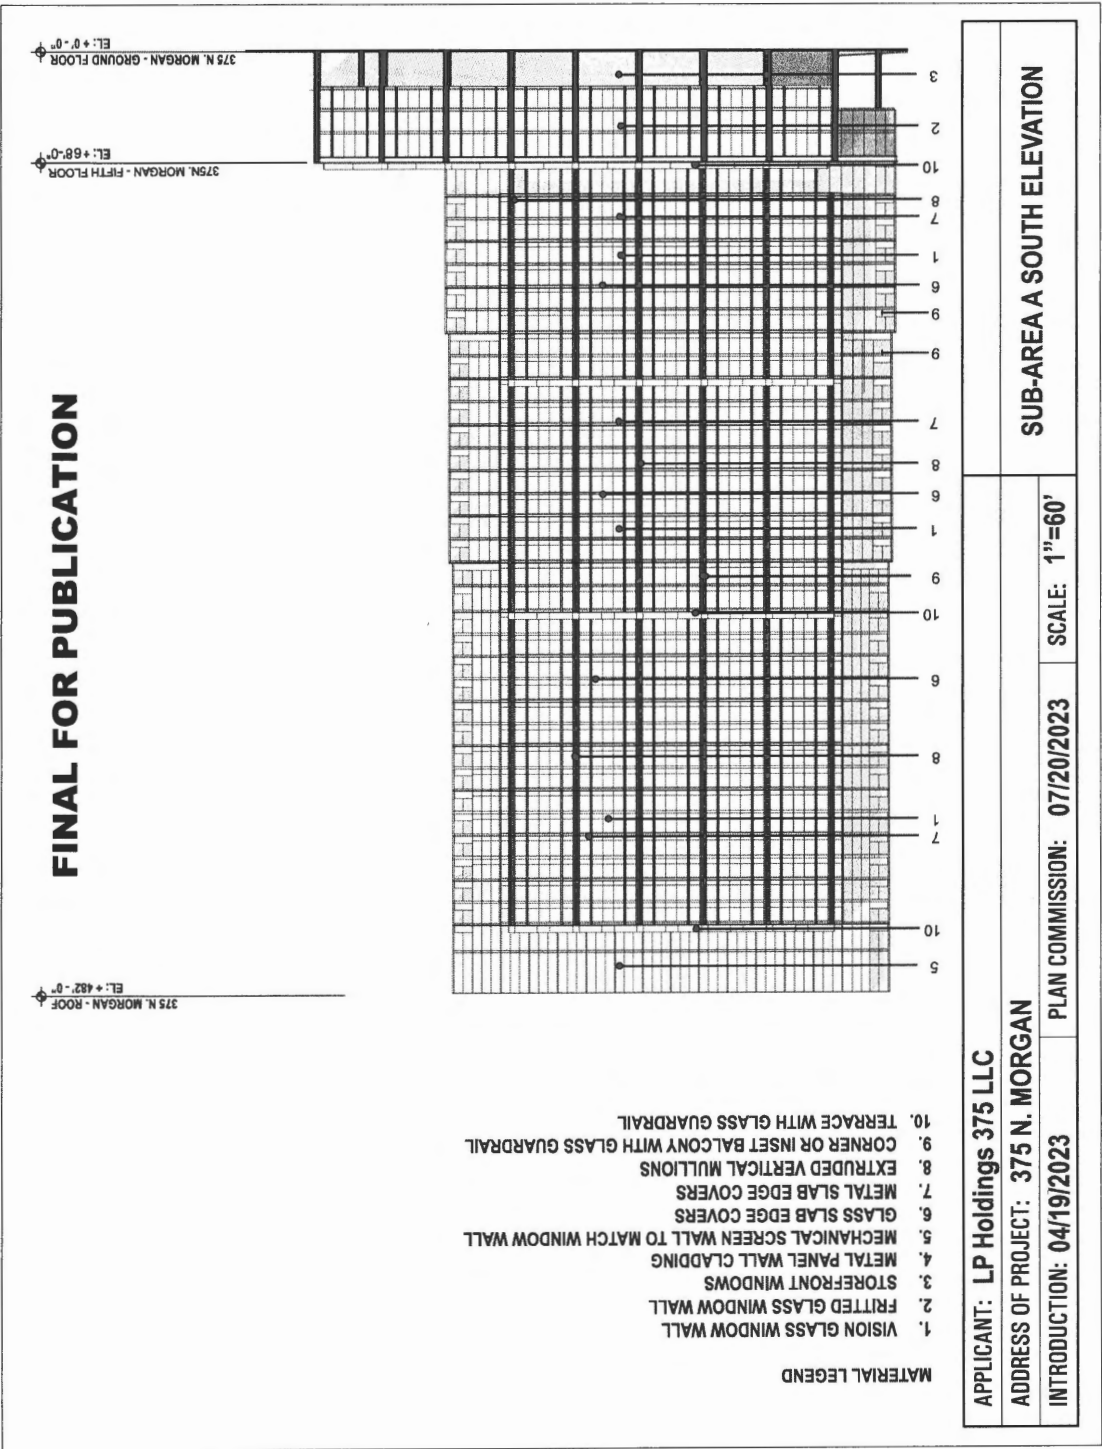 FINAL FOR PUBLICATION
375 N. MORGAN - ROOF
EL: + 482' - 0"
375N. MORGAN - FIFTH FLOOR
EL: +68'-0"
375 N. MORGAN - GROUND FLOOR
EL: + 0' - 0"
5
10
7
1
8
6
10
9
1
6
8
7
9
9
6
1
7
8
10
2
3
MATERIAL LEGEND
1. VISION GLASS WINDOW WALL
2. FRITTED GLASS WINDOW WALL
3. STOREFRONT WINDOWS
4. METAL PANEL WALL CLADDING
5. MECHANICAL SCREEN WALL TO MATCH WINDOW WALL
6. GLASS SLAB EDGE COVERS
7. METAL SLAB EDGE COVERS
8. EXTRUDED VERTICAL MULLIONS
9. CORNER OR INSET BALCONY WITH GLASS GUARDRAIL
10. TERRACE WITH GLASS GUARDRAIL
APPLICANT: LP Holdings 375 LLC
ADDRESS OF PROJECT: 375 N. MORGAN
INTRODUCTION: 04/19/2023
PLAN COMMISSION: 07/20/2023
SCALE: 1"=60'
SUB-AREA A SOUTH ELEVATION